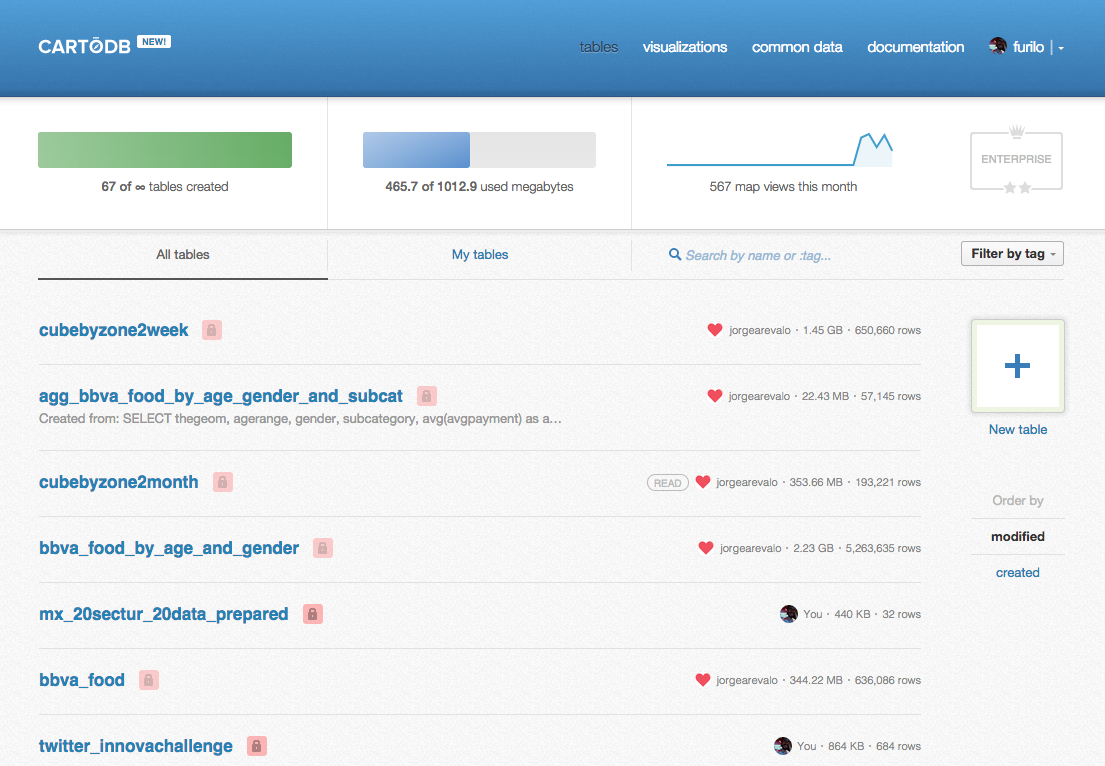 CARTODB NEW! tables visualizations common data documentation furilo
67 of ∞ tables created
465.7 of 1012.9 used megabytes
567 map views this month
ENTERPRISE
All tables My tables Search by name or :tag... Filter by tag
cubebyzone2week jorgearevalo · 1.45 GB · 650,660 rows
agg_bbva_food_by_age_gender_and_subcat jorgearevalo · 22.43 MB · 57,145 rows
Created from: SELECT thegeom, agerange, gender, subcategory, avg(avgpayment) as a…
New table
cubebyzone2month READ jorgearevalo · 353.66 MB · 193,221 rows
Order by
modified
bbva_food_by_age_and_gender jorgearevalo · 2.23 GB · 5,263,635 rows
created
mx_20sectur_20data_prepared You · 440 KB · 32 rows
bbva_food jorgearevalo · 344.22 MB · 636,086 rows
twitter_innovachallenge You · 864 KB · 684 rows